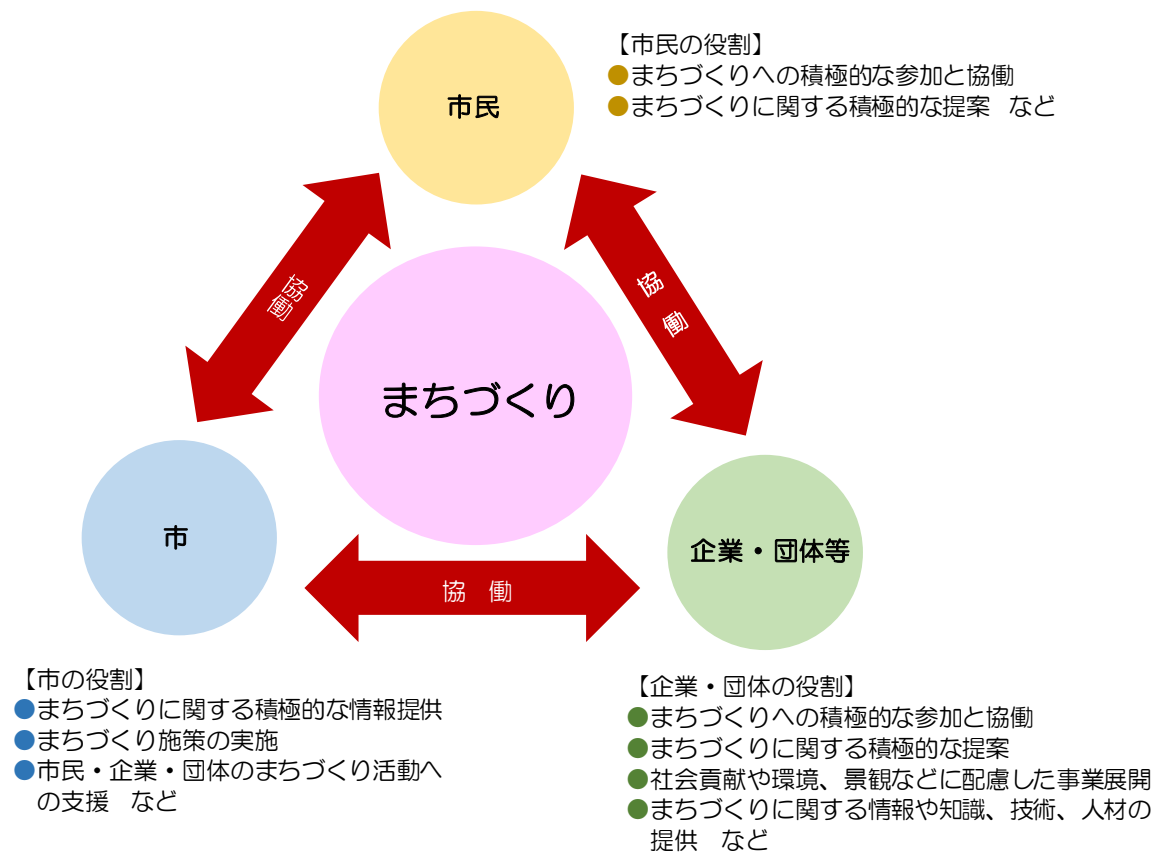 市民
【市民の役割】
●まちづくりへの積極的な参加と協働
●まちづくりに関する積極的な提案　など
協働
協働
まちづくり
市
企業・団体等
協　働
【市の役割】
●まちづくりに関する積極的な情報提供
●まちづくり施策の実施
●市民・企業・団体のまちづくり活動へ
の支援　など
【企業・団体の役割】
●まちづくりへの積極的な参加と協働
●まちづくりに関する積極的な提案
●社会貢献や環境、景観などに配慮した事業展開
●まちづくりに関する情報や知識、技術、人材の
提供　など